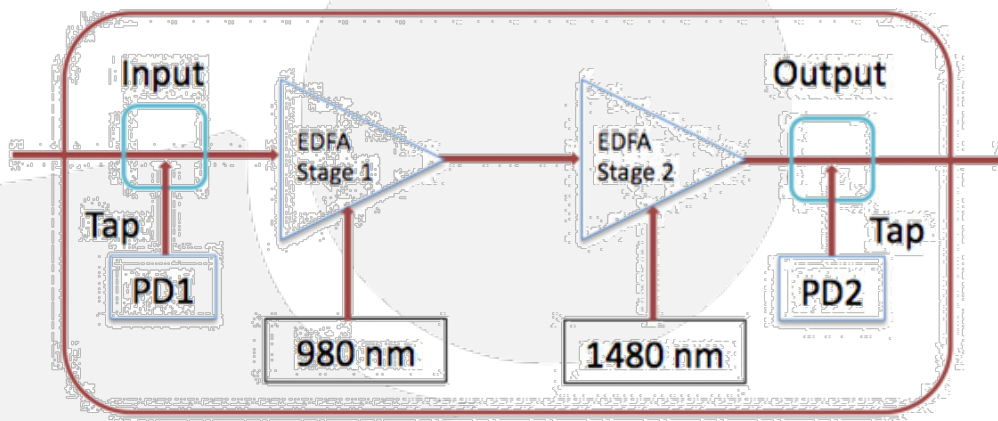 Input
Output
EDFA
Stage 1
EDFA
Stage 2
Tap
Tap
PD1
PD2
980 nm
1480 nm